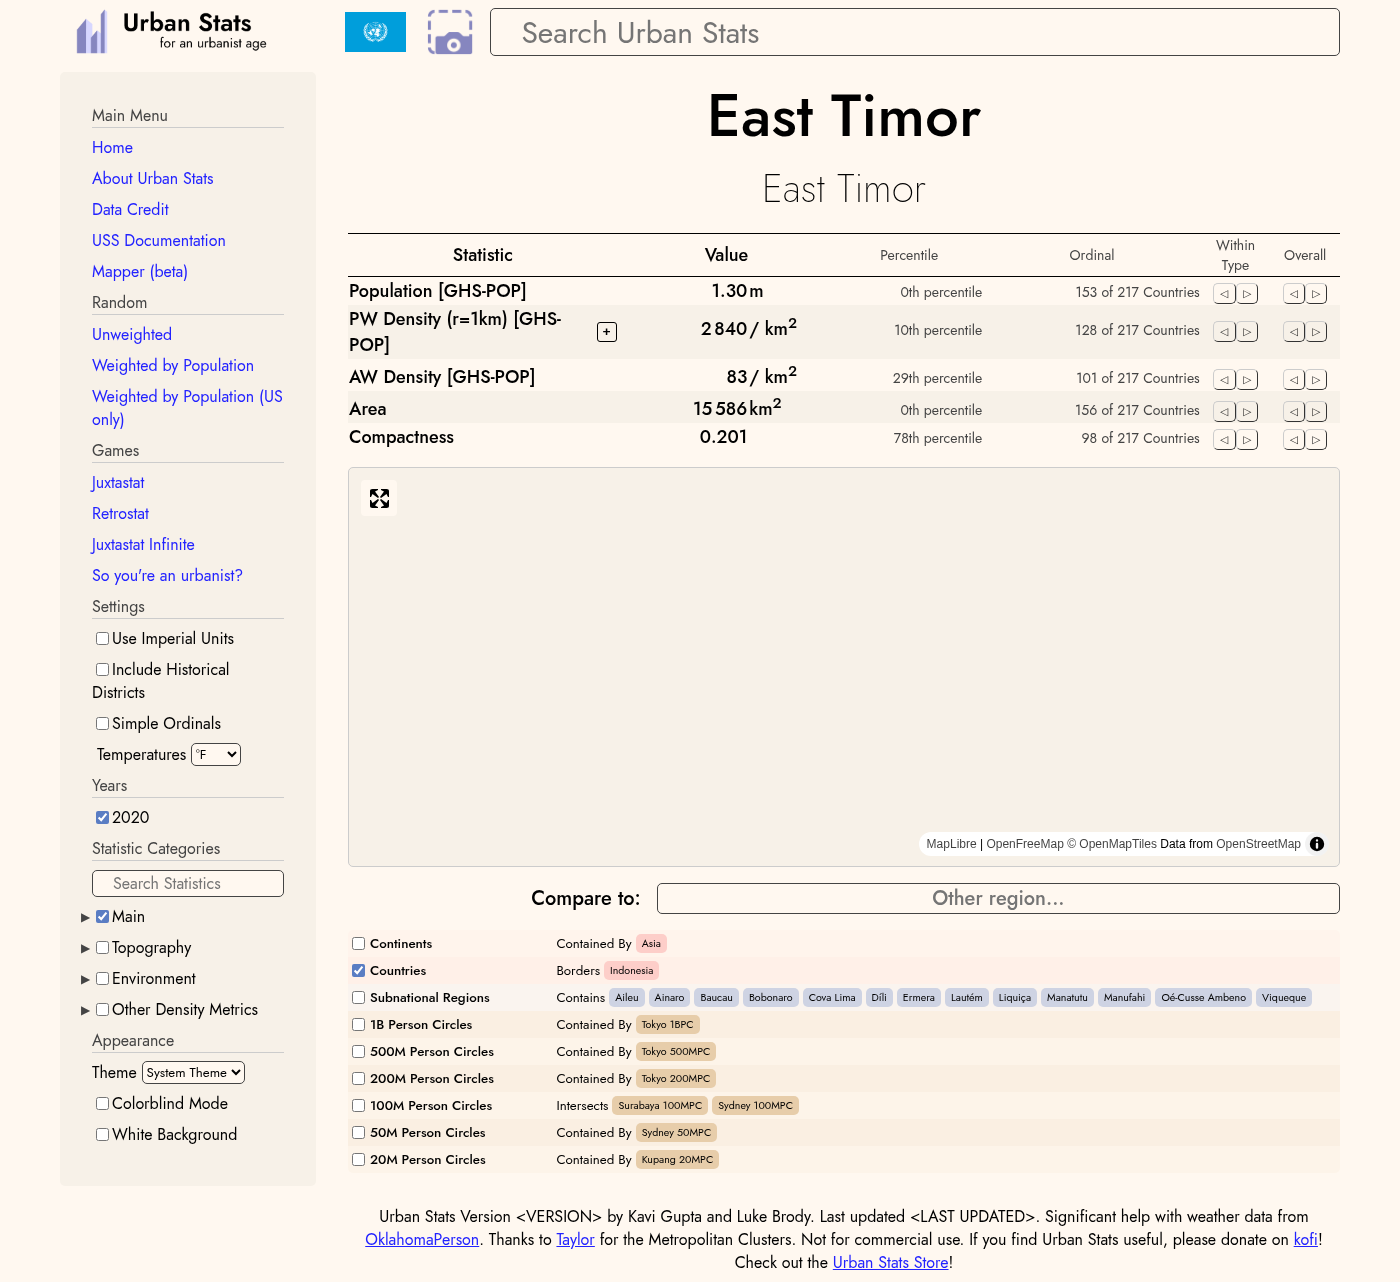 Urban Stats
for an urbanist age
Search Urban Stats
Main Menu
Home
About Urban Stats
Data Credit
USS Documentation
Mapper (beta)
Random
Unweighted
Weighted by Population
Weighted by Population (US
only)
Games
Juxtastat
Retrostat
Juxtastat Infinite
So you're an urbanist?
Settings
Use Imperial Units
Include Historical
Districts
Simple Ordinals
Temperatures °F
Years
2020
Statistic Categories
Search Statistics
Main
Topography
Environment
Other Density Metrics
Appearance
Theme System Theme
Colorblind Mode
White Background
East Timor
East Timor
Statistic Value Percentile Ordinal Within Type Overall
Population [GHS-POP] 1.30 m 0th percentile 153 of 217 Countries
PW Density (r=1km) [GHS-
POP] + 2 840 / km² 10th percentile 128 of 217 Countries
AW Density [GHS-POP] 83 / km² 29th percentile 101 of 217 Countries
Area 15 586 km² 0th percentile 156 of 217 Countries
Compactness 0.201 78th percentile 98 of 217 Countries
MapLibre | OpenFreeMap © OpenMapTiles Data from OpenStreetMap
Compare to: Other region...
Continents Contained By Asia
Countries Borders Indonesia
Subnational Regions Contains Aileu Ainaro Baucau Bobonaro Cova Lima Díli Ermera Lautém Liquiça Manatutu Manufahi Oé-Cusse Ambeno Viqueque
1B Person Circles Contained By Tokyo 1BPC
500M Person Circles Contained By Tokyo 500MPC
200M Person Circles Contained By Tokyo 200MPC
100M Person Circles Intersects Surabaya 100MPC Sydney 100MPC
50M Person Circles Contained By Sydney 50MPC
20M Person Circles Contained By Kupang 20MPC
Urban Stats Version <VERSION> by Kavi Gupta and Luke Brody. Last updated <LAST UPDATED>. Significant help with weather data from
OklahomaPerson. Thanks to Taylor for the Metropolitan Clusters. Not for commercial use. If you find Urban Stats useful, please donate on kofi!
Check out the Urban Stats Store!